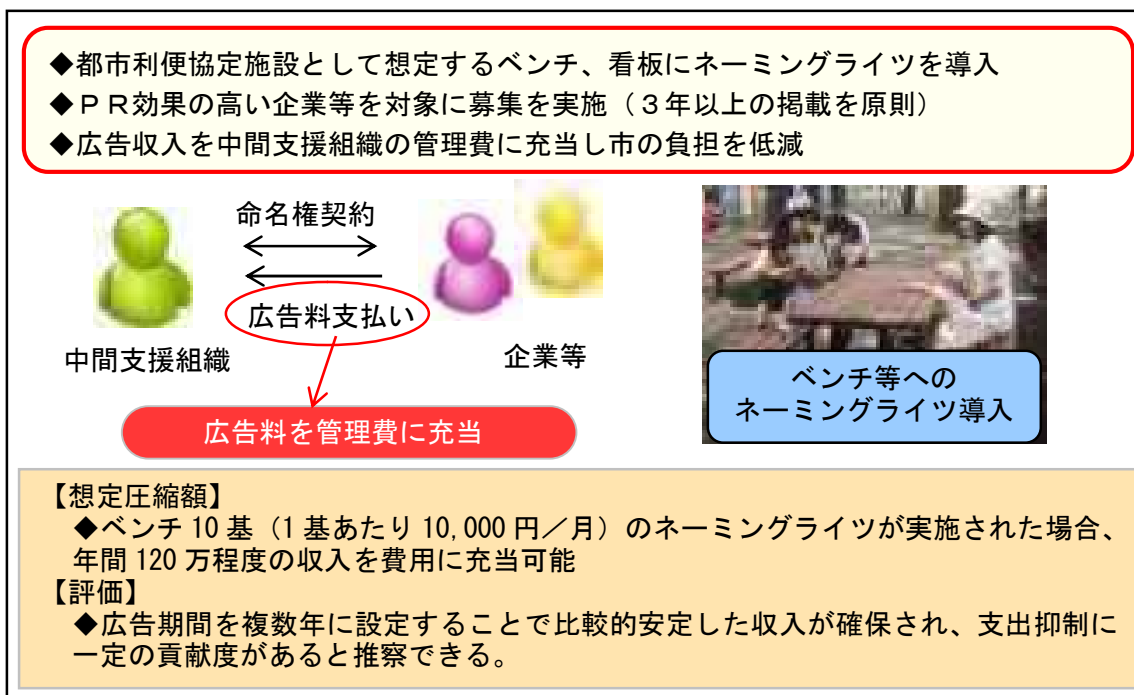 ◆都市利便協定施設として想定するベンチ、看板にネーミングライツを導入
◆ＰＲ効果の高い企業等を対象に募集を実施（３年以上の掲載を原則）
◆広告収入を中間支援組織の管理費に充当し市の負担を低減
命名権契約
広告料支払い
中間支援組織
企業等
広告料を管理費に充当
ベンチ等への
ネーミングライツ導入
【想定圧縮額】
◆ベンチ 10 基（1 基あたり 10,000 円／月）のネーミングライツが実施された場合、
年間 120 万程度の収入を費用に充当可能
【評価】
◆広告期間を複数年に設定することで比較的安定した収入が確保され、支出抑制に
一定の貢献度があると推察できる。